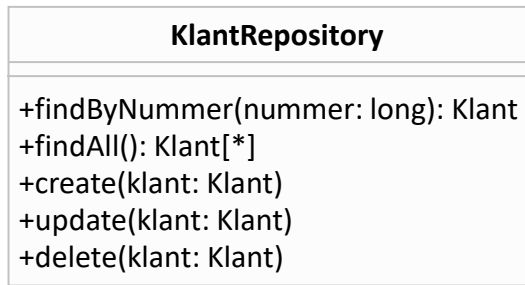 KlantRepository
+findByNummer(nummer: long): Klant
+findAll(): Klant[*]
+create(klant: Klant)
+update(klant: Klant)
+delete(klant: Klant)